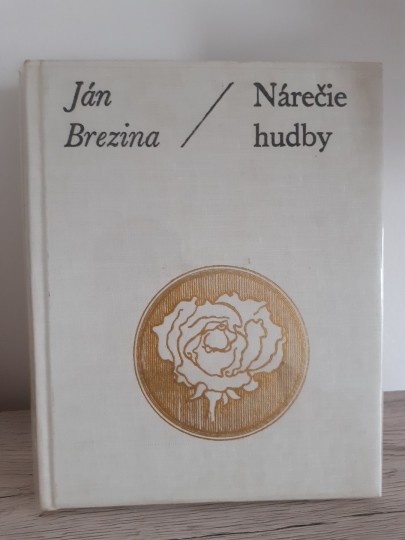 Ján
Brezina
/
Nárečie
hudby